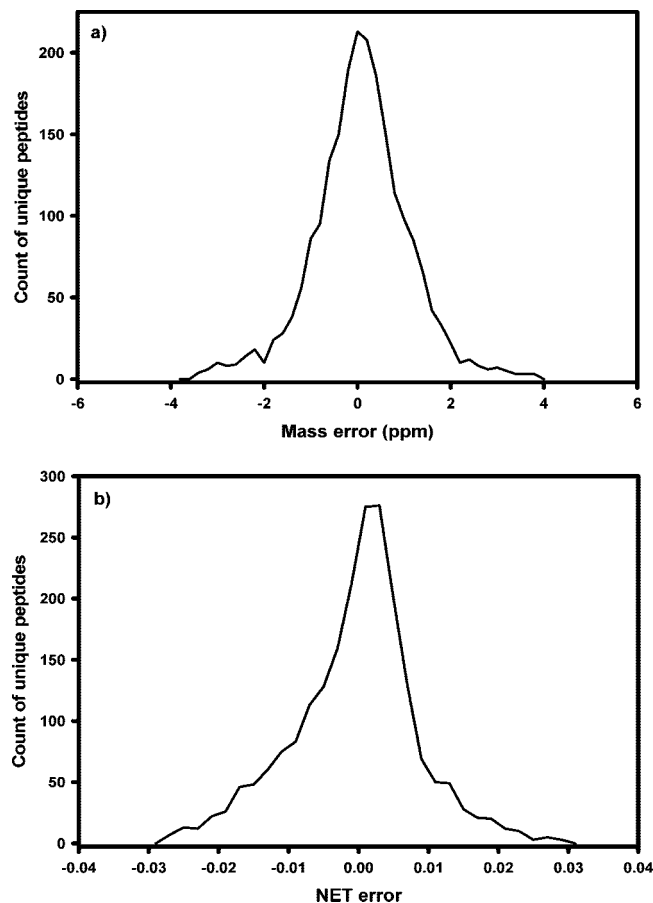 a)
200
150
100
50
0
Count of unique peptides
-6 -4 -2 0 2 4 6
Mass error (ppm)
b)
300
250
200
150
100
50
0
Count of unique peptides
-0.04 -0.03 -0.02 -0.01 0.00 0.01 0.02 0.03 0.04
NET error